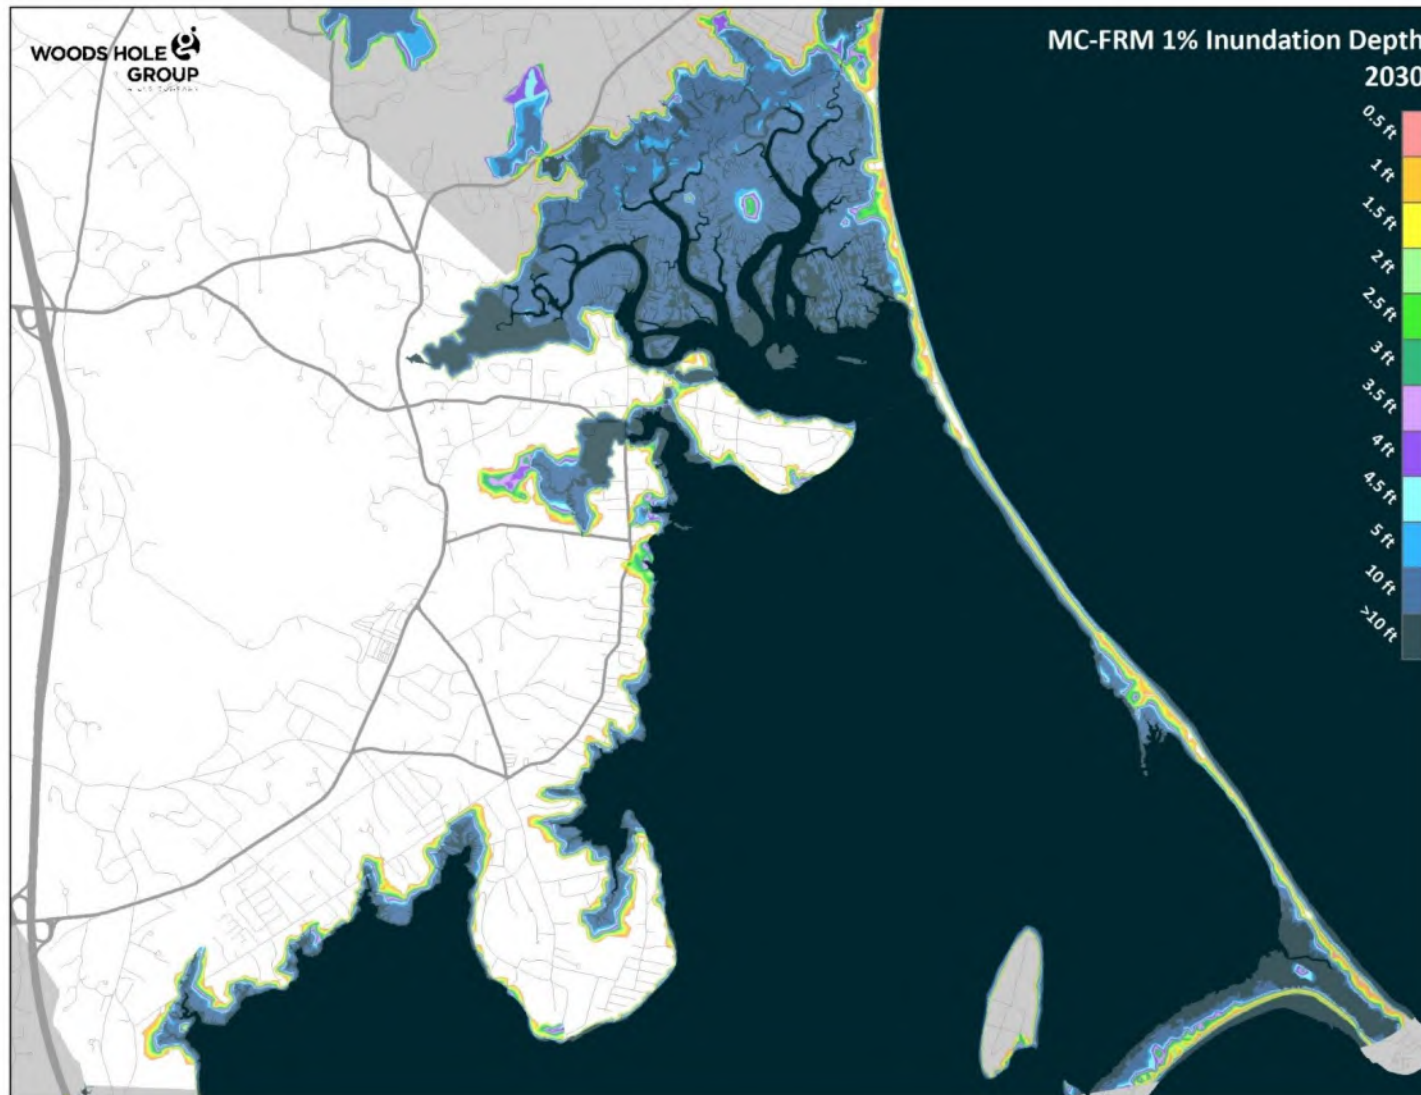 WOODS HOLE
GROUP
MC-FRM 1% Inundation Depth
2030
0.5 ft
1 ft
1.5 ft
2 ft
2.5 ft
3 ft
3.5 ft
4 ft
4.5 ft
5 ft
10 ft
>10 ft